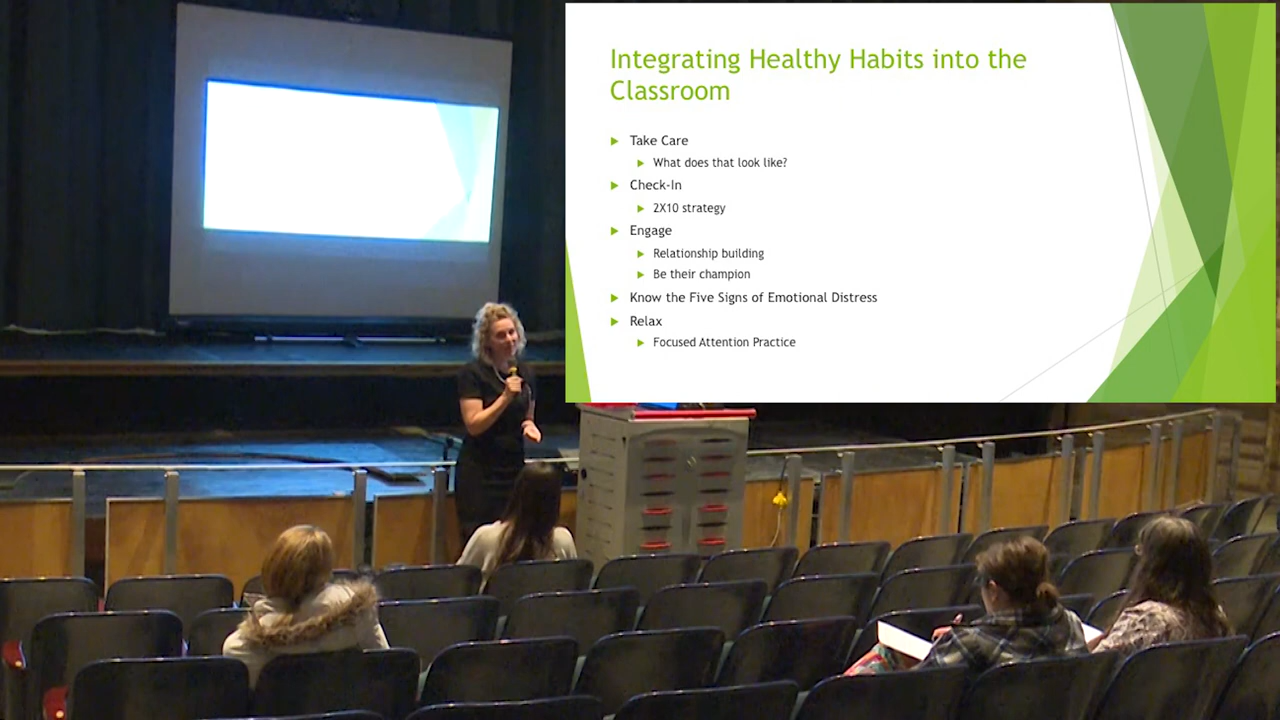 Integrating Healthy Habits into the
Classroom
Take Care
What does that look like?
Check-In
2X10 strategy
Engage
Relationship building
Be their champion
Know the Five Signs of Emotional Distress
Relax
Focused Attention Practice